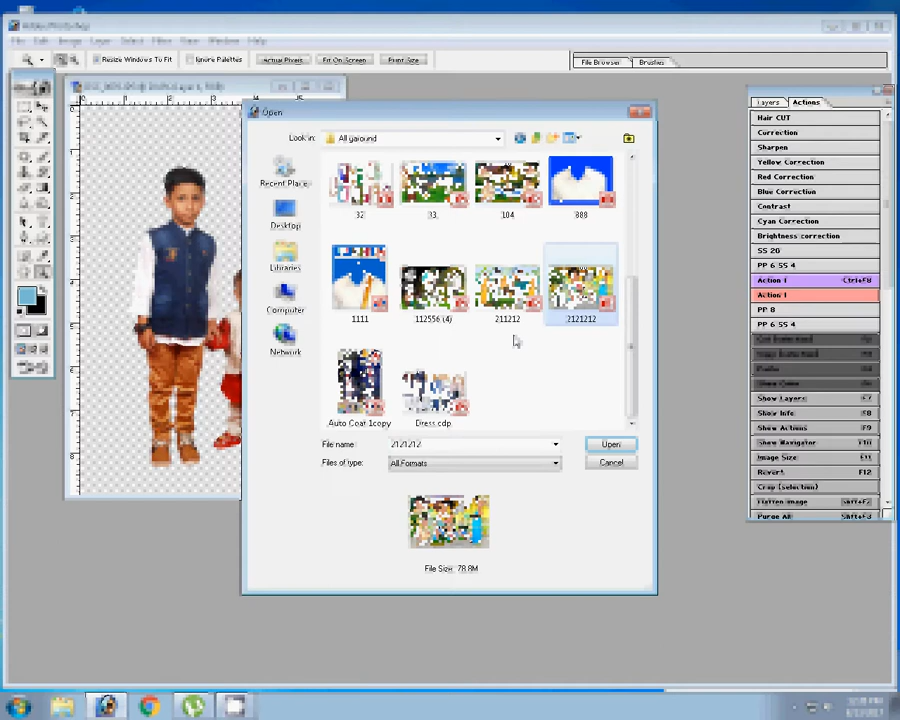 Resize Windows To Fit
Ignore Palettes
Actual Pixels
Fit On Screen
Print Size
File Browser
Brushes
Open
Look in:
Recent Place
Desktop
Libraries
Computer
Network
32
33
104
888
1111
112556 (4)
211212
2121212
Auto Coat 1copy
Dress.cdp
File name
2121212
Open
Files of type:
All Formats
Cancel
File Size: 78.8M
Layers
Actions
Hair CUT
Correction
Sharpen
Yellow Correction
Red Correction
Blue Correction
Contrast
Cyan Correction
Brightness correction
SS 20
PP 6 SS 4
Action 1 Ctrl+F8
Action 1
PP 8
PP 6 SS 4
Show Layers F7
Show Info F8
Show Actions F9
Show Navigator F10
Image Size F11
Revert F12
Crop (selection)
Flatten Image Shift+F2
Purge All Shift+F3